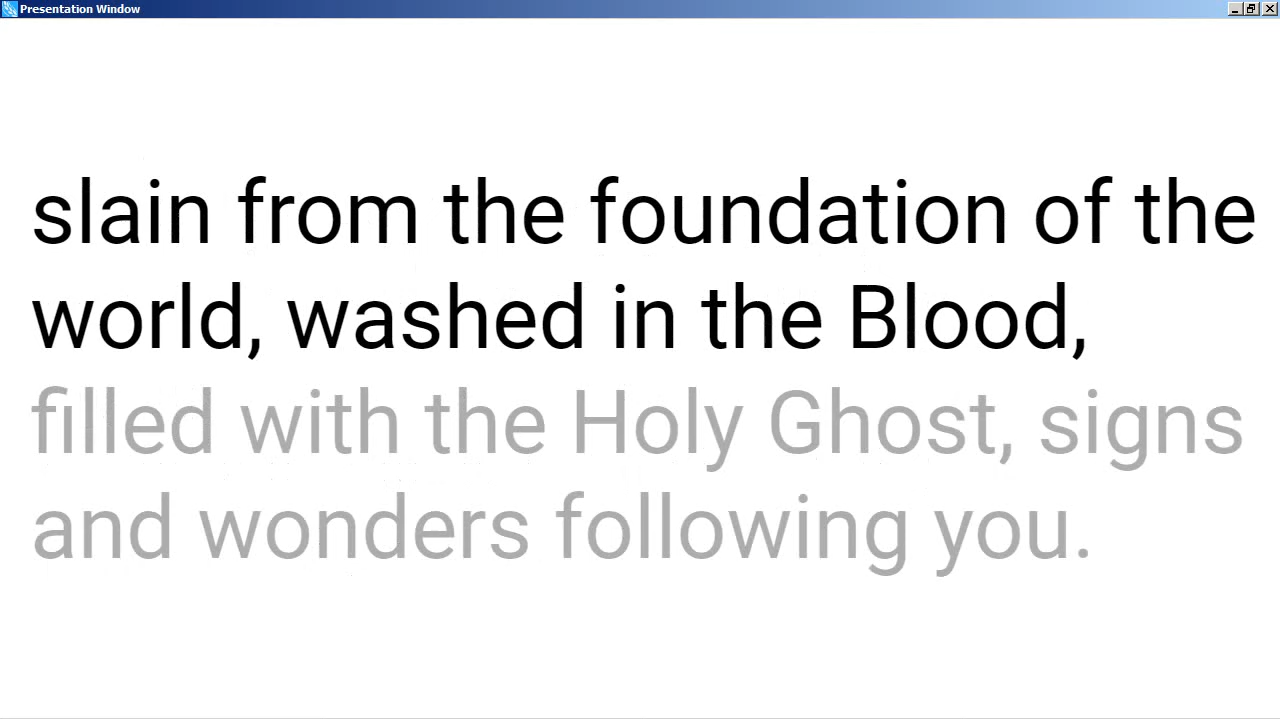 Presentation Window
slain from the foundation of the
world, washed in the Blood,
filled with the Holy Ghost, signs
and wonders following you.